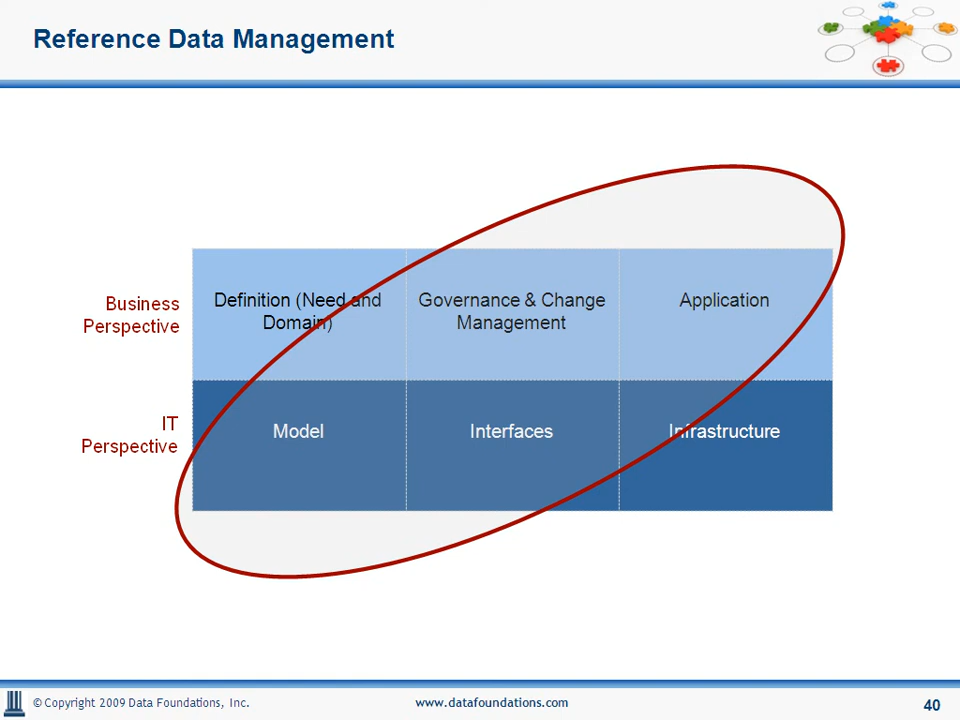 Reference Data Management
Business
Perspective
Definition (Need and
Domain)
Governance & Change
Management
Application
IT
Perspective
Model
Interfaces
Infrastructure
© Copyright 2009 Data Foundations, Inc.
www.datafoundations.com
40